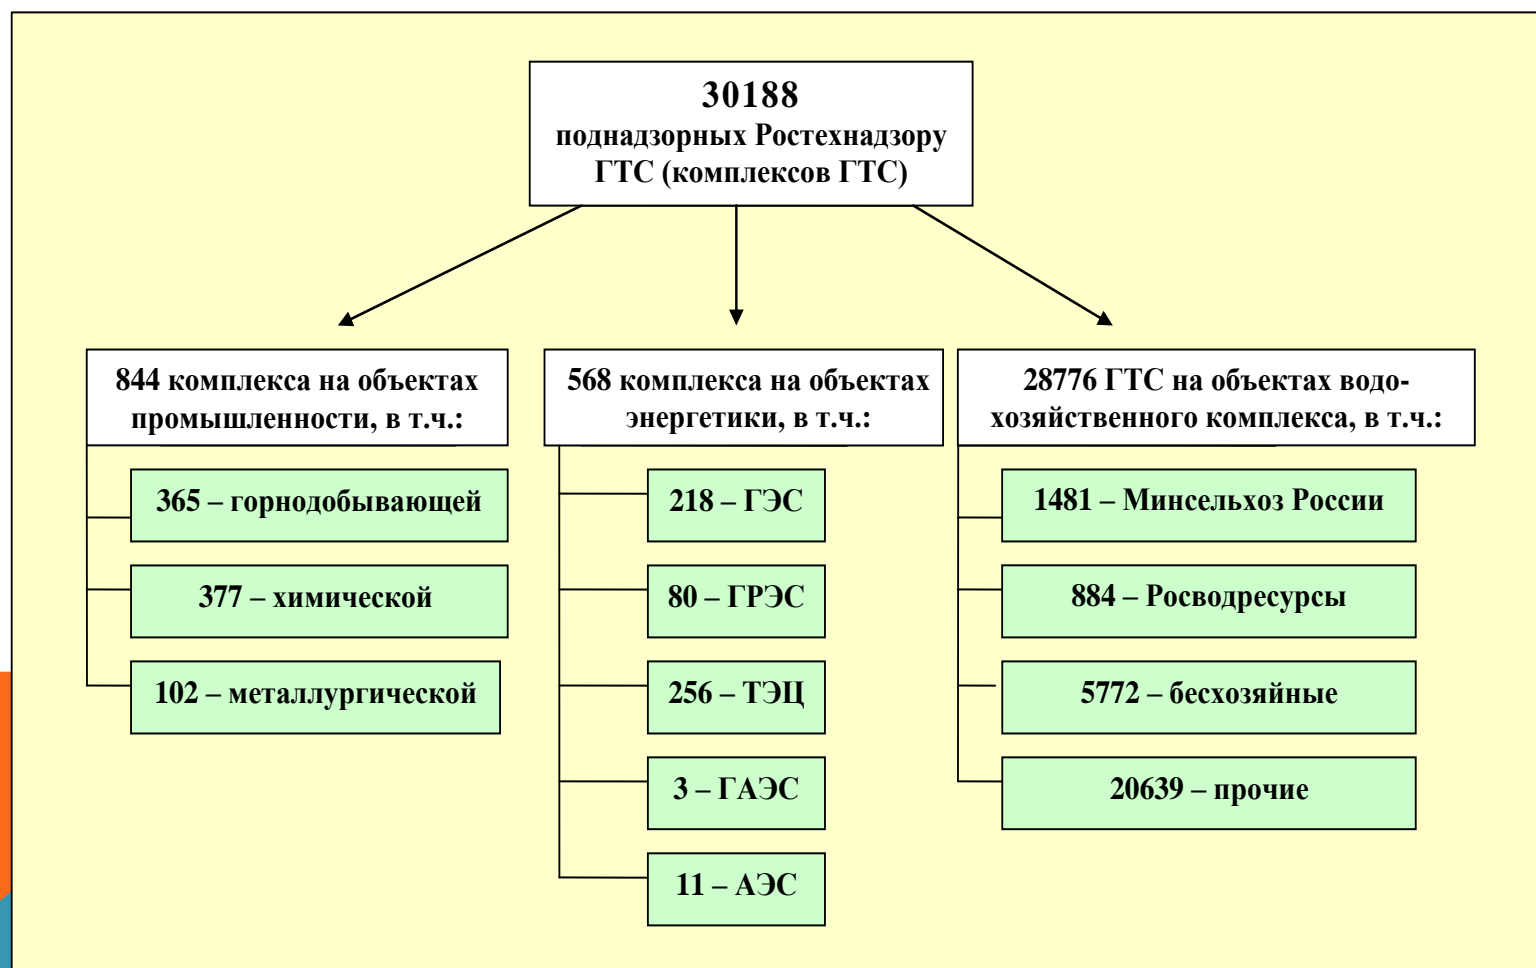 30188
поднадзорных Ростехнадзору
ГТС (комплексов ГТС)
844 комплекса на объектах
промышленности, в т.ч.:
365 – горнодобывающей
377 – химической
102 – металлургической
568 комплекса на объектах
энергетики, в т.ч.:
218 – ГЭС
80 – ГРЭС
256 – ТЭЦ
3 – ГАЭС
11 – АЭС
28776 ГТС на объектах водо-
хозяйственного комплекса, в т.ч.:
1481 – Минсельхоз России
884 – Росводресурсы
5772 – бесхозяйные
20639 – прочие